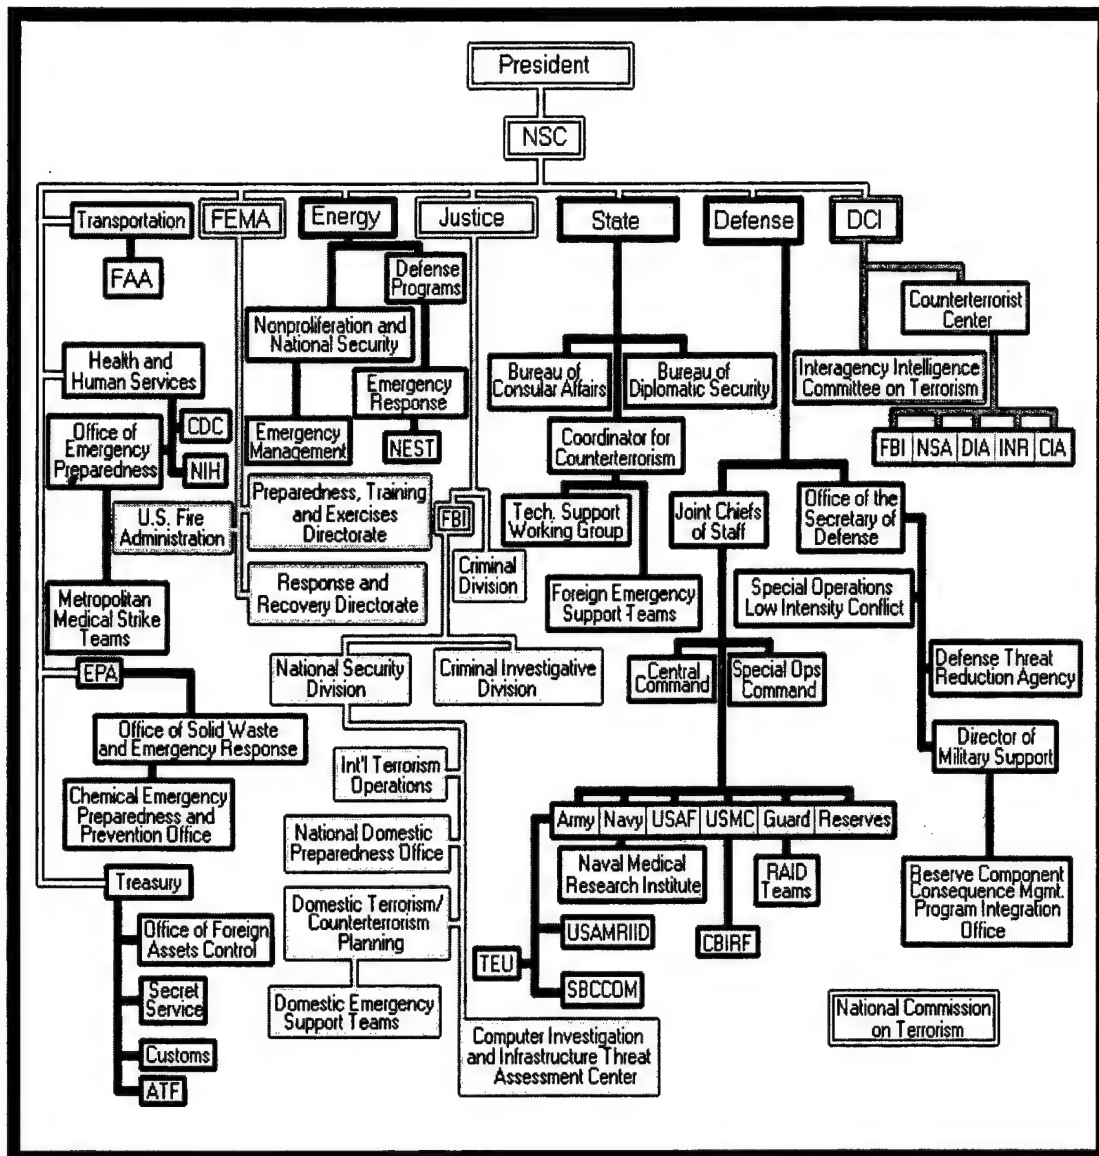 President
NSC
Transportation
FEMA
Energy
Justice
State
Defense
DCI
FAA
Defense
Programs
Counterterrorist
Center
Nonproliferation and
National Security
Health and
Human Services
Bureau of
Consular Affairs
Bureau of
Diplomatic Security
Interagency Intelligence
Committee on Terrorism
Emergency
Response
CDC
Office of
Emergency
Preparedness
NIH
Emergency
Management
NEST
Coordinator for
Counterterrorism
FBI
NSA
DIA
INR
CIA
U.S. Fire
Administration
Preparedness, Training
and Exercises
Directorate
FBI
Tech. Support
Working Group
Joint Chiefs
of Staff
Office of the
Secretary of
Defense
Criminal
Division
Response and
Recovery Directorate
Foreign Emergency
Support -Teams
Special Operations
Low Intensity Conflict
Metropolitan
Medical Strike
Teams
EPA
National Security
Division
Criminal Investigative
Division
Central
Command
Special Ops
Command
Defense Threat
Reduction Agency
Office of Solid Waste
and Emergency Response
Director of
Military Support
Int'l Terrorism
Operations
Chemical Emergency
Preparedness and
Prevention Office
National Domestic
Preparedness Office
Army
Navy
USAF
USMC
Guard
Reserves
Naval Medical
Research Institute
RAID
Teams
Reserve Component
Consequence Mgmt.
Program Integration
Office
Treasury
Domestic Terrorism/
Counterterrorism
Planning
Office of Foreign
Assets Control
USAMRIID
CBIRF
TEU
SBCCOM
Secret
Service
Domestic Emergency
Support Teams
National Commission
on Terrorism
Customs
Computer Investigation
and Infrastructure Threat
Assessment Center
ATF